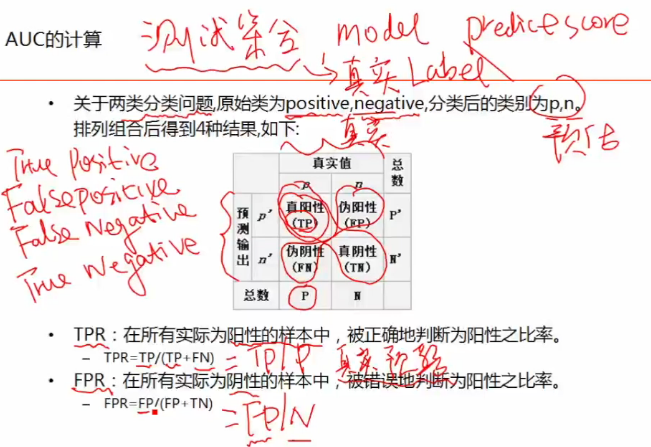 AUC的计算 测试集合 model predictscore
真实Label
• 关于两类分类问题,原始类为positive,negative,分类后的类别为p,n。
排列组合后得到4种结果,如下: 真实 预估
True Positive
False positive
False Negative
True Negative
真实值 总数
p n
预测输出 p' 真阳性(TP) 伪阳性(FP) P'
n' 伪阴性(FN) 真阴性(TN) N'
总数 P N
• TPR：在所有实际为阳性的样本中，被正确地判断为阳性之比率。
– TPR=TP/(TP+FN) =TP/P 真实
• FPR：在所有实际为阴性的样本中，被错误地判断为阳性之比率。
– FPR=FP/(FP+TN) =FP/N